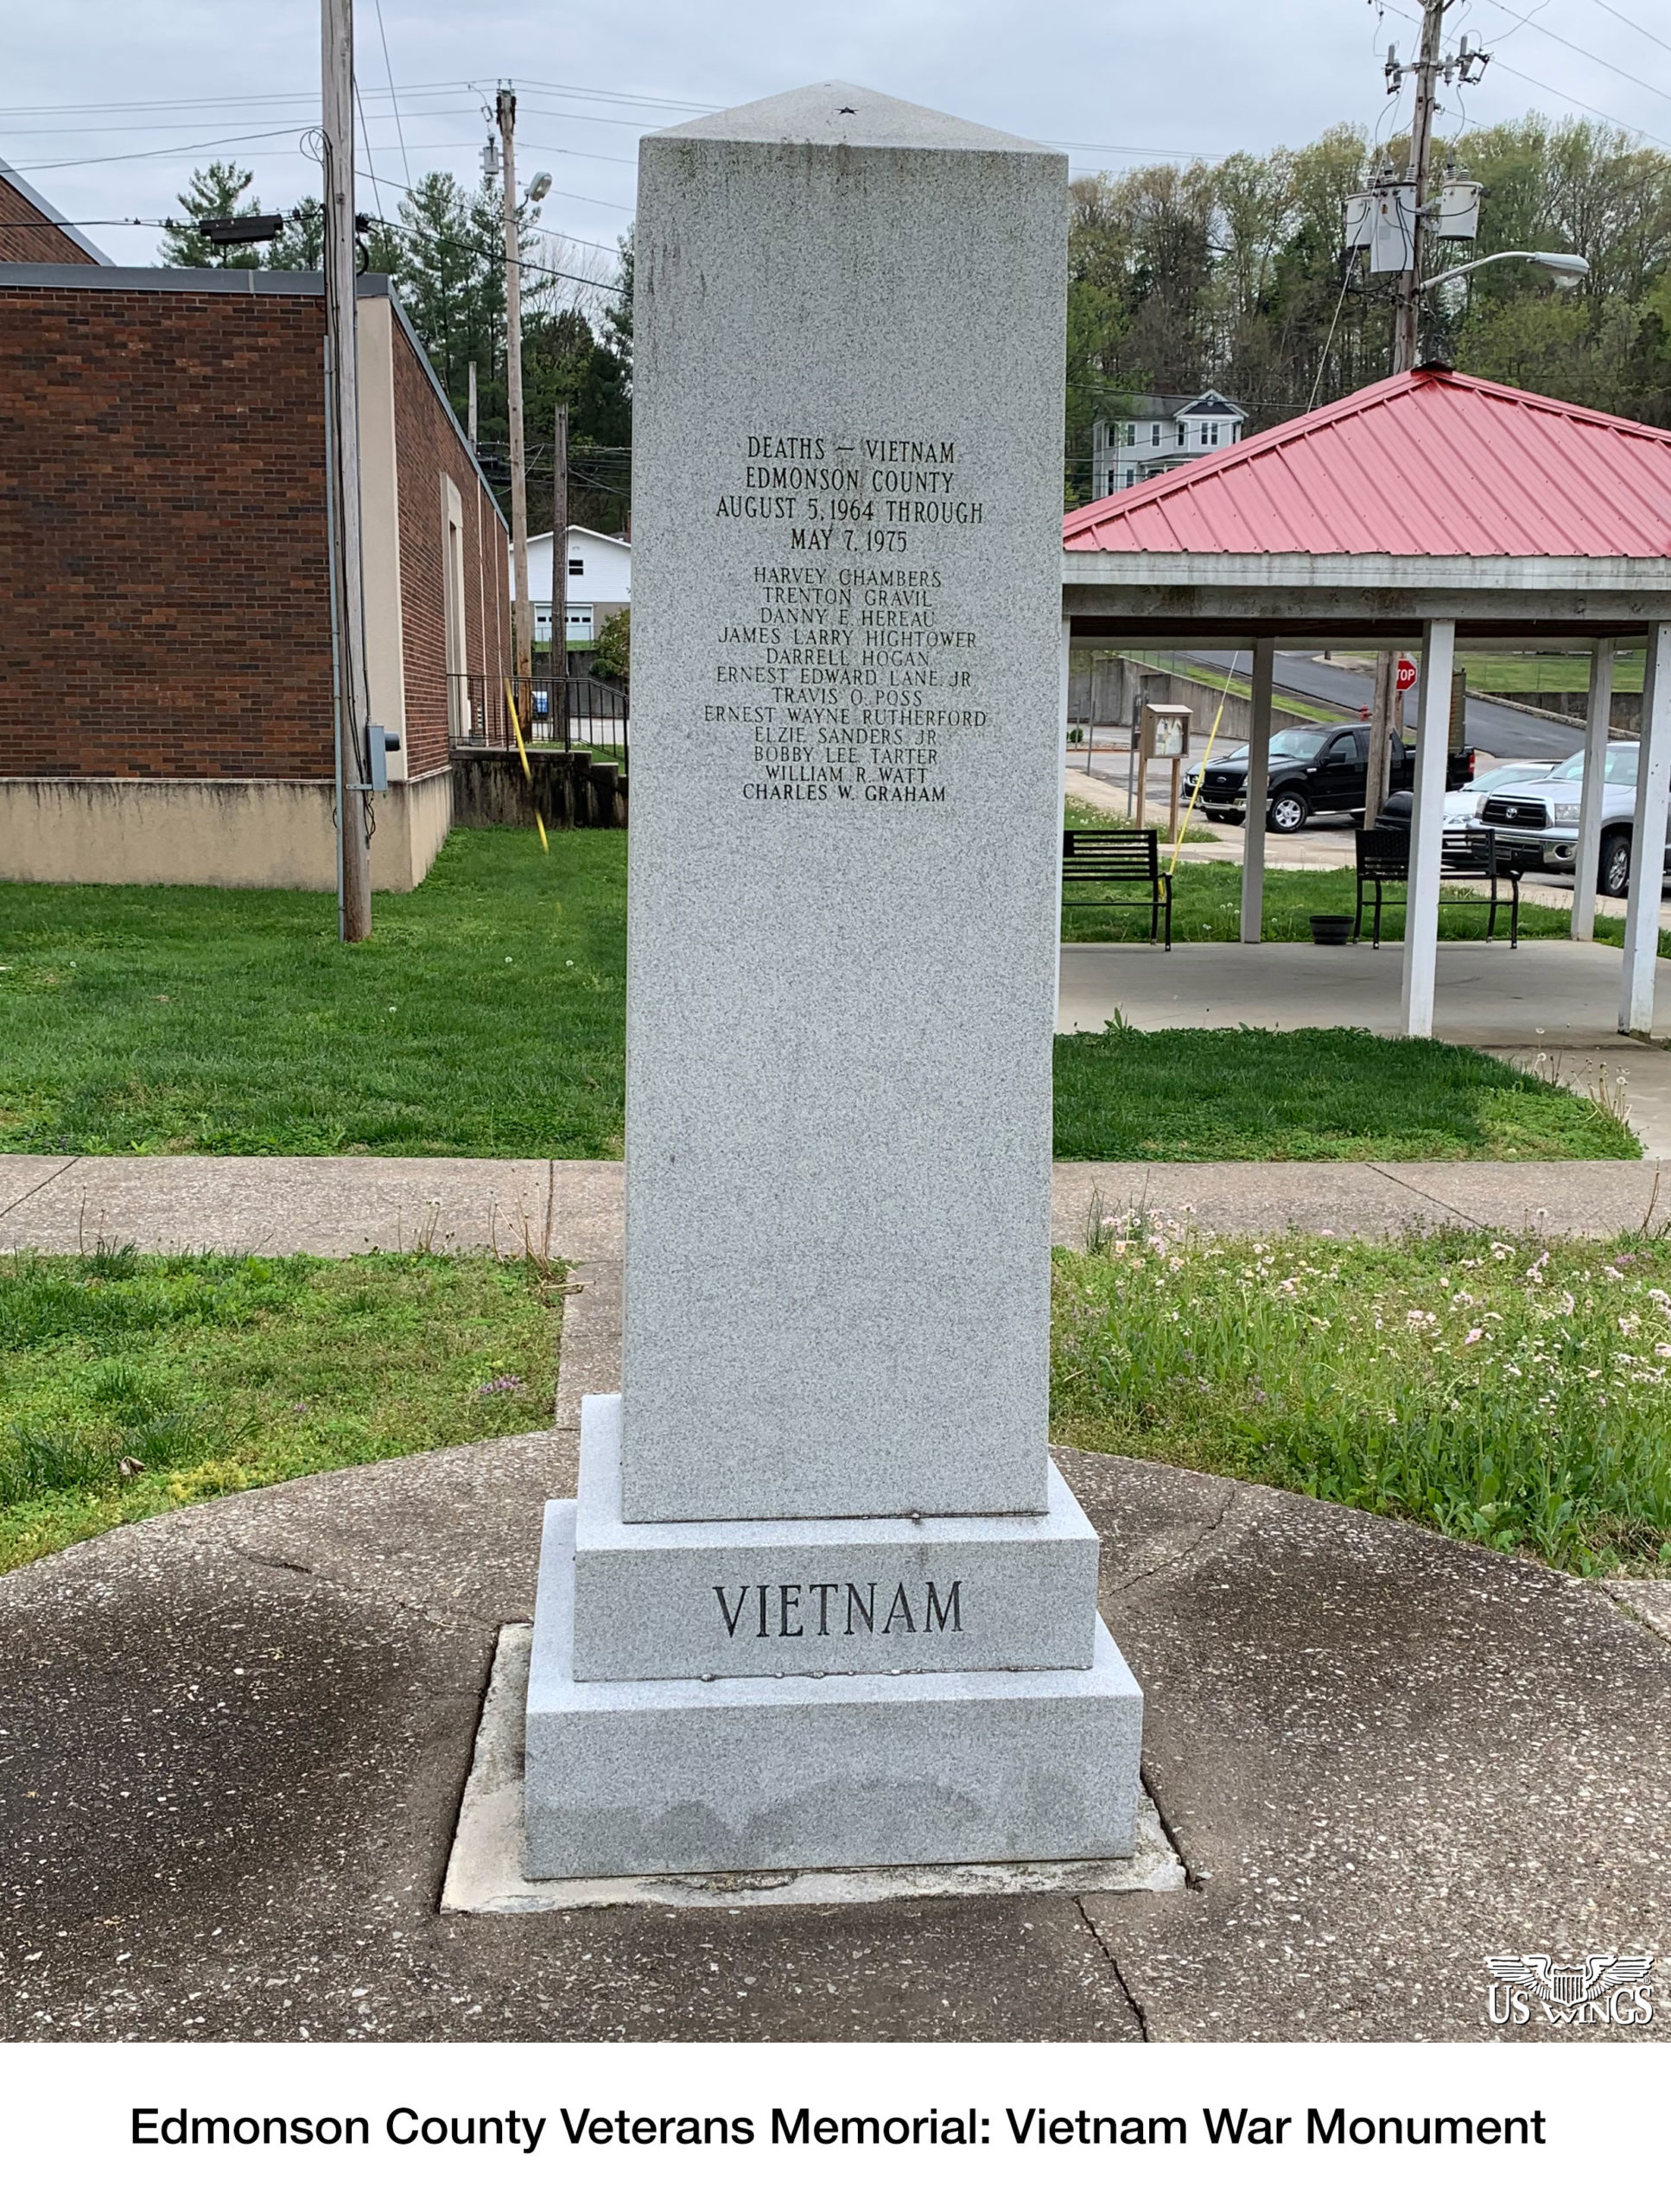 DEATHS — VIETNAM
EDMONSON COUNTY
AUGUST 5, 1964 THROUGH
MAY 7, 1975
HARVEY CHAMBERS
TRENTON GRAVIL
DANNY E. HEREAU
JAMES LARRY HIGHTOWER
DARRELL HOGAN
ERNEST EDWARD LANE, JR
TRAVIS O. POSS
ERNEST WAYNE RUTHERFORD
ELZIE SANDERS JR.
BOBBY LEE TARTER
WILLIAM R. WATT
CHARLES W. GRAHAM
TOP
VIETNAM
US WINGS®
Edmonson County Veterans Memorial: Vietnam War Monument